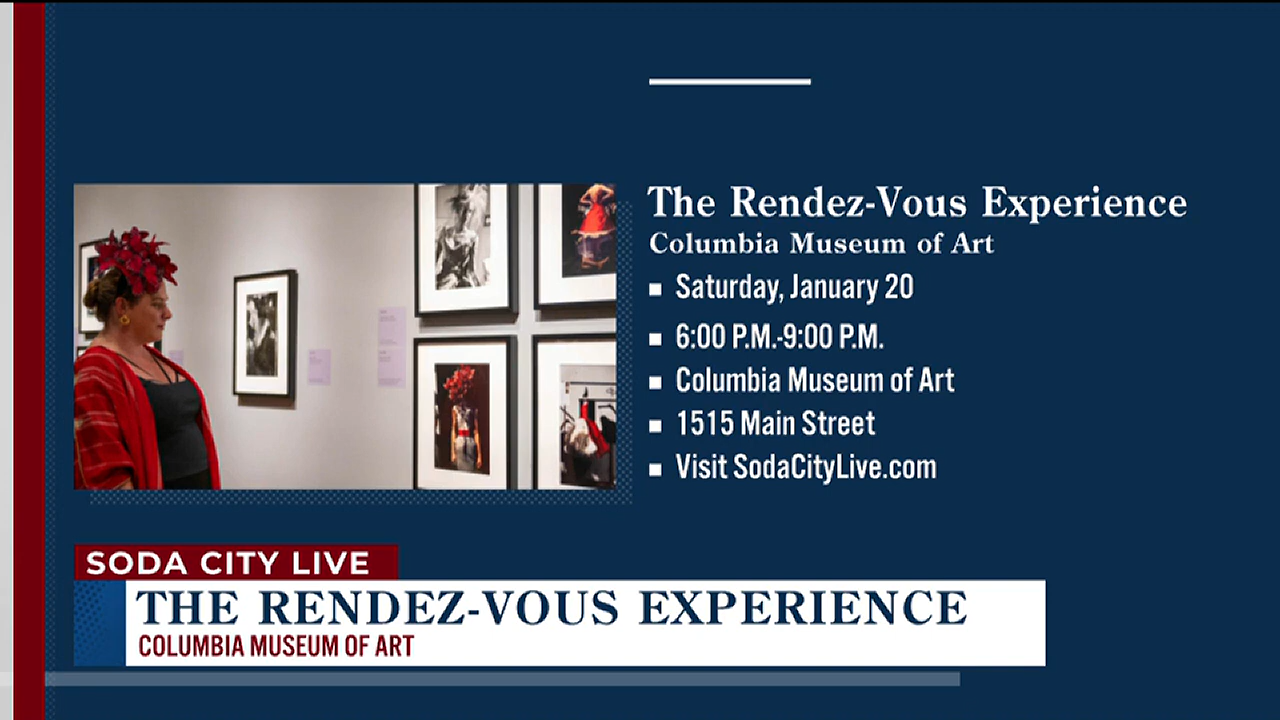 The Rendez-Vous Experience
Columbia Museum of Art
Saturday, January 20
6:00 P.M.-9:00 P.M.
Columbia Museum of Art
1515 Main Street
Visit SodaCityLive.com
SODA CITY LIVE
THE RENDEZ-VOUS EXPERIENCE
COLUMBIA MUSEUM OF ART